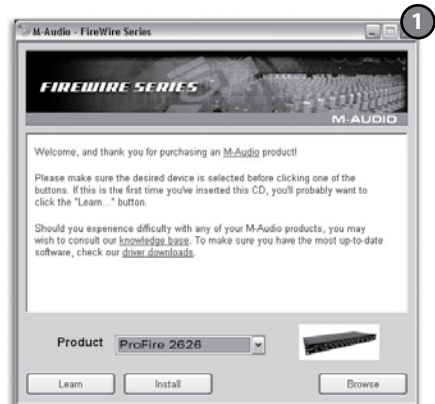 1
M-Audio - FireWire Series
FIREWIRE SERIES
M-AUDIO
Welcome, and thank you for purchasing an M-Audio product!
Please make sure the desired device is selected before clicking one of the
buttons. If this is the first time you've inserted this CD, you'll probably want to
click the "Learn..." button.
Should you experience difficulty with any of your M-Audio products, you may
wish to consult our knowledge base. To make sure you have the most up-to-date
software, check our driver downloads.
Product ProFire 2626
Learn Install Browse